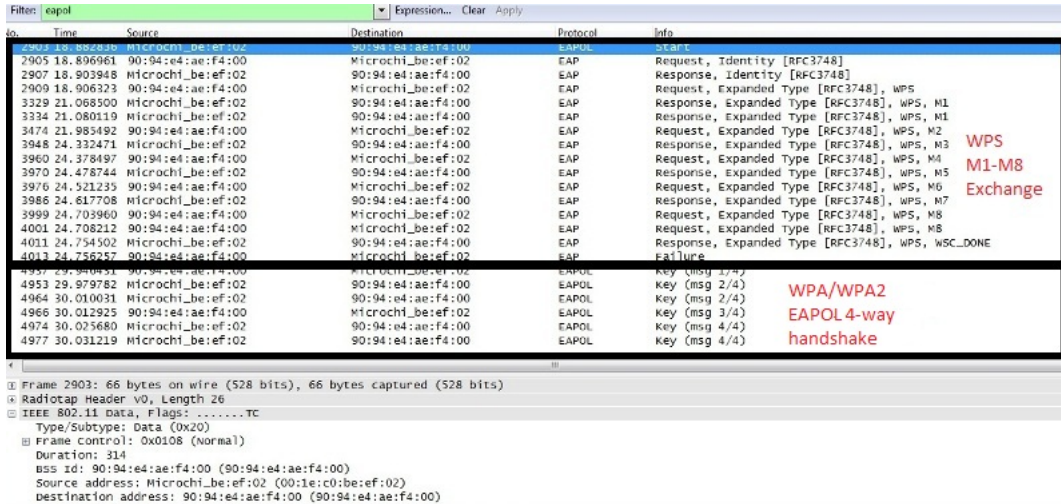 Filter: eapol Expression... Clear Apply
No. Time Source Destination Protocol Info
2903 18.882836 Microchi_be:ef:02 90:94:e4:ae:f4:00 EAPOL Start
2905 18.896961 90:94:e4:ae:f4:00 Microchi_be:ef:02 EAP Request, Identity [RFC3748]
2907 18.903948 Microchi_be:ef:02 90:94:e4:ae:f4:00 EAP Response, Identity [RFC3748]
2909 18.906323 90:94:e4:ae:f4:00 Microchi_be:ef:02 EAP Request, Expanded Type [RFC3748], WPS
3329 21.068500 Microchi_be:ef:02 90:94:e4:ae:f4:00 EAP Response, Expanded Type [RFC3748], WPS, M1
3334 21.080119 Microchi_be:ef:02 90:94:e4:ae:f4:00 EAP Response, Expanded Type [RFC3748], WPS, M1
3474 21.985492 90:94:e4:ae:f4:00 Microchi_be:ef:02 EAP Request, Expanded Type [RFC3748], WPS, M2
3948 24.332471 Microchi_be:ef:02 90:94:e4:ae:f4:00 EAP Response, Expanded Type [RFC3748], WPS, M3
3960 24.378497 90:94:e4:ae:f4:00 Microchi_be:ef:02 EAP Request, Expanded Type [RFC3748], WPS, M4
3970 24.478744 Microchi_be:ef:02 90:94:e4:ae:f4:00 EAP Response, Expanded Type [RFC3748], WPS, M5
3976 24.521235 90:94:e4:ae:f4:00 Microchi_be:ef:02 EAP Request, Expanded Type [RFC3748], WPS, M6
3986 24.617708 Microchi_be:ef:02 90:94:e4:ae:f4:00 EAP Response, Expanded Type [RFC3748], WPS, M7
3999 24.703960 90:94:e4:ae:f4:00 Microchi_be:ef:02 EAP Request, Expanded Type [RFC3748], WPS, M8
4001 24.708212 90:94:e4:ae:f4:00 Microchi_be:ef:02 EAP Request, Expanded Type [RFC3748], WPS, M8
4011 24.754502 Microchi_be:ef:02 90:94:e4:ae:f4:00 EAP Response, Expanded Type [RFC3748], WPS, WSC_DONE
4013 24.756257 90:94:e4:ae:f4:00 Microchi_be:ef:02 EAP Failure
WPS
M1-M8
Exchange
4937 29.946431 90:94:e4:ae:f4:00 Microchi_be:ef:02 EAPOL Key (msg 1/4)
4953 29.979782 Microchi_be:ef:02 90:94:e4:ae:f4:00 EAPOL Key (msg 2/4)
4964 30.010031 Microchi_be:ef:02 90:94:e4:ae:f4:00 EAPOL Key (msg 2/4)
4966 30.012925 90:94:e4:ae:f4:00 Microchi_be:ef:02 EAPOL Key (msg 3/4)
4974 30.025680 Microchi_be:ef:02 90:94:e4:ae:f4:00 EAPOL Key (msg 4/4)
4977 30.031219 Microchi_be:ef:02 90:94:e4:ae:f4:00 EAPOL Key (msg 4/4)
WPA/WPA2
EAPOL 4-way
handshake
Frame 2903: 66 bytes on wire (528 bits), 66 bytes captured (528 bits)
Radiotap Header v0, Length 26
IEEE 802.11 Data, Flags: .......TC
Type/Subtype: Data (0x20)
Frame Control: 0x0108 (Normal)
Duration: 314
BSS Id: 90:94:e4:ae:f4:00 (90:94:e4:ae:f4:00)
Source address: Microchi_be:ef:02 (00:1e:c0:be:ef:02)
Destination address: 90:94:e4:ae:f4:00 (90:94:e4:ae:f4:00)